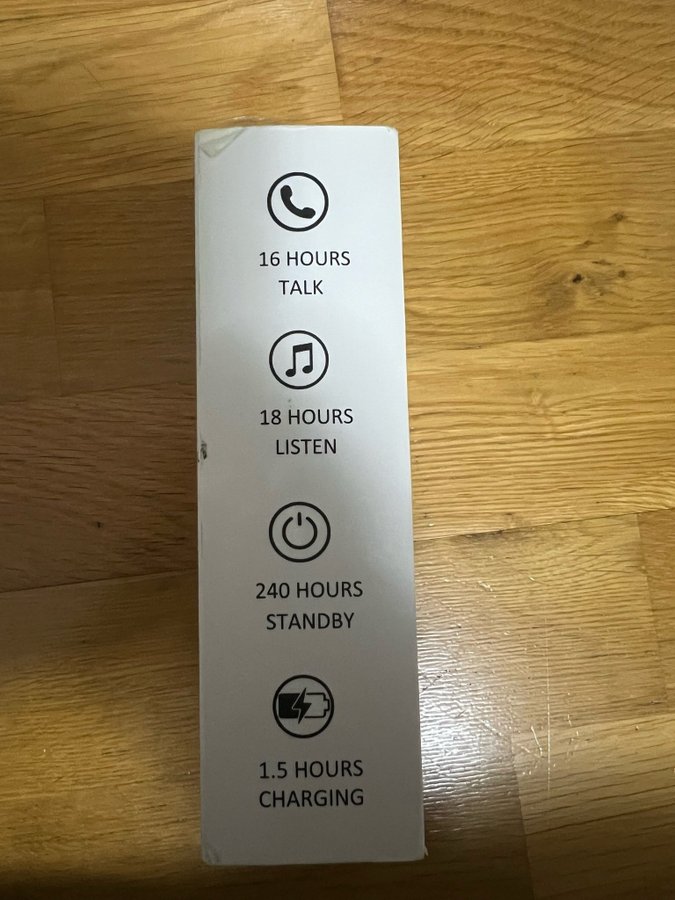 16 HOURS
TALK
18 HOURS
LISTEN
240 HOURS
STANDBY
1.5 HOURS
CHARGING